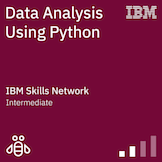 Data Analysis
Using Python
IBM
IBM Skills Network
Intermediate